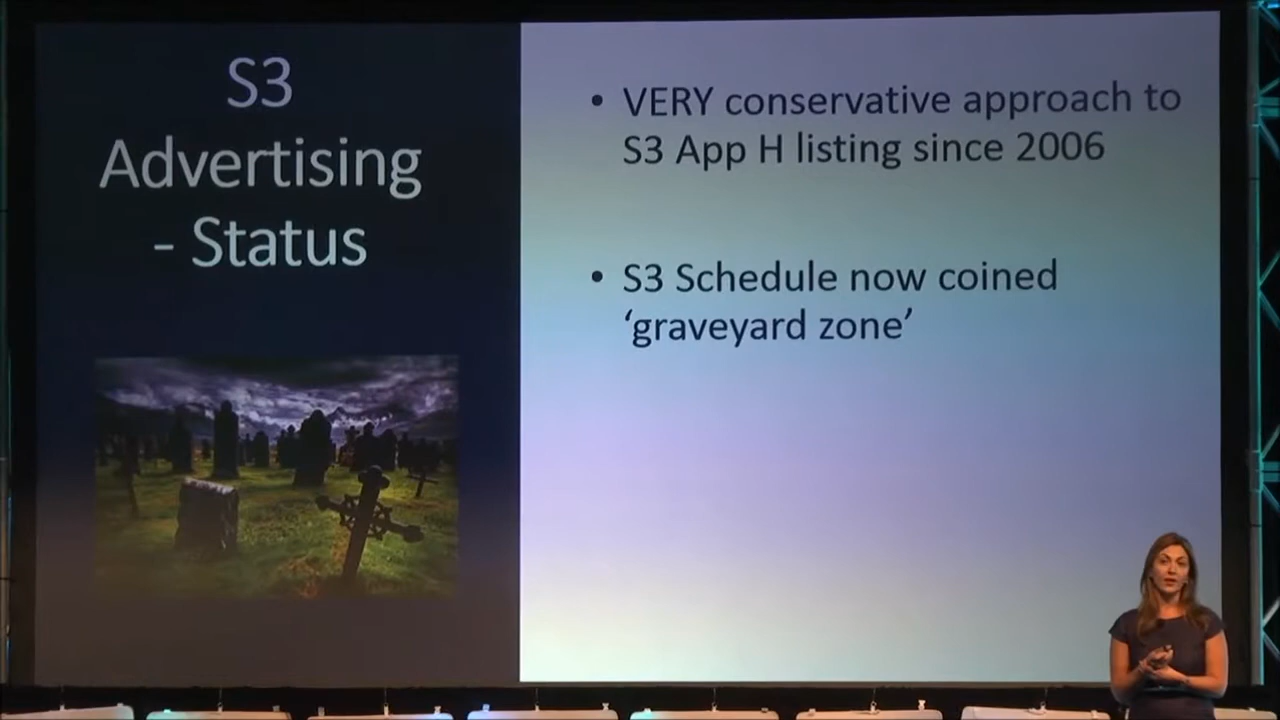 S3
Advertising
- Status
• VERY conservative approach to
S3 App H listing since 2006
• S3 Schedule now coined
‘graveyard zone’